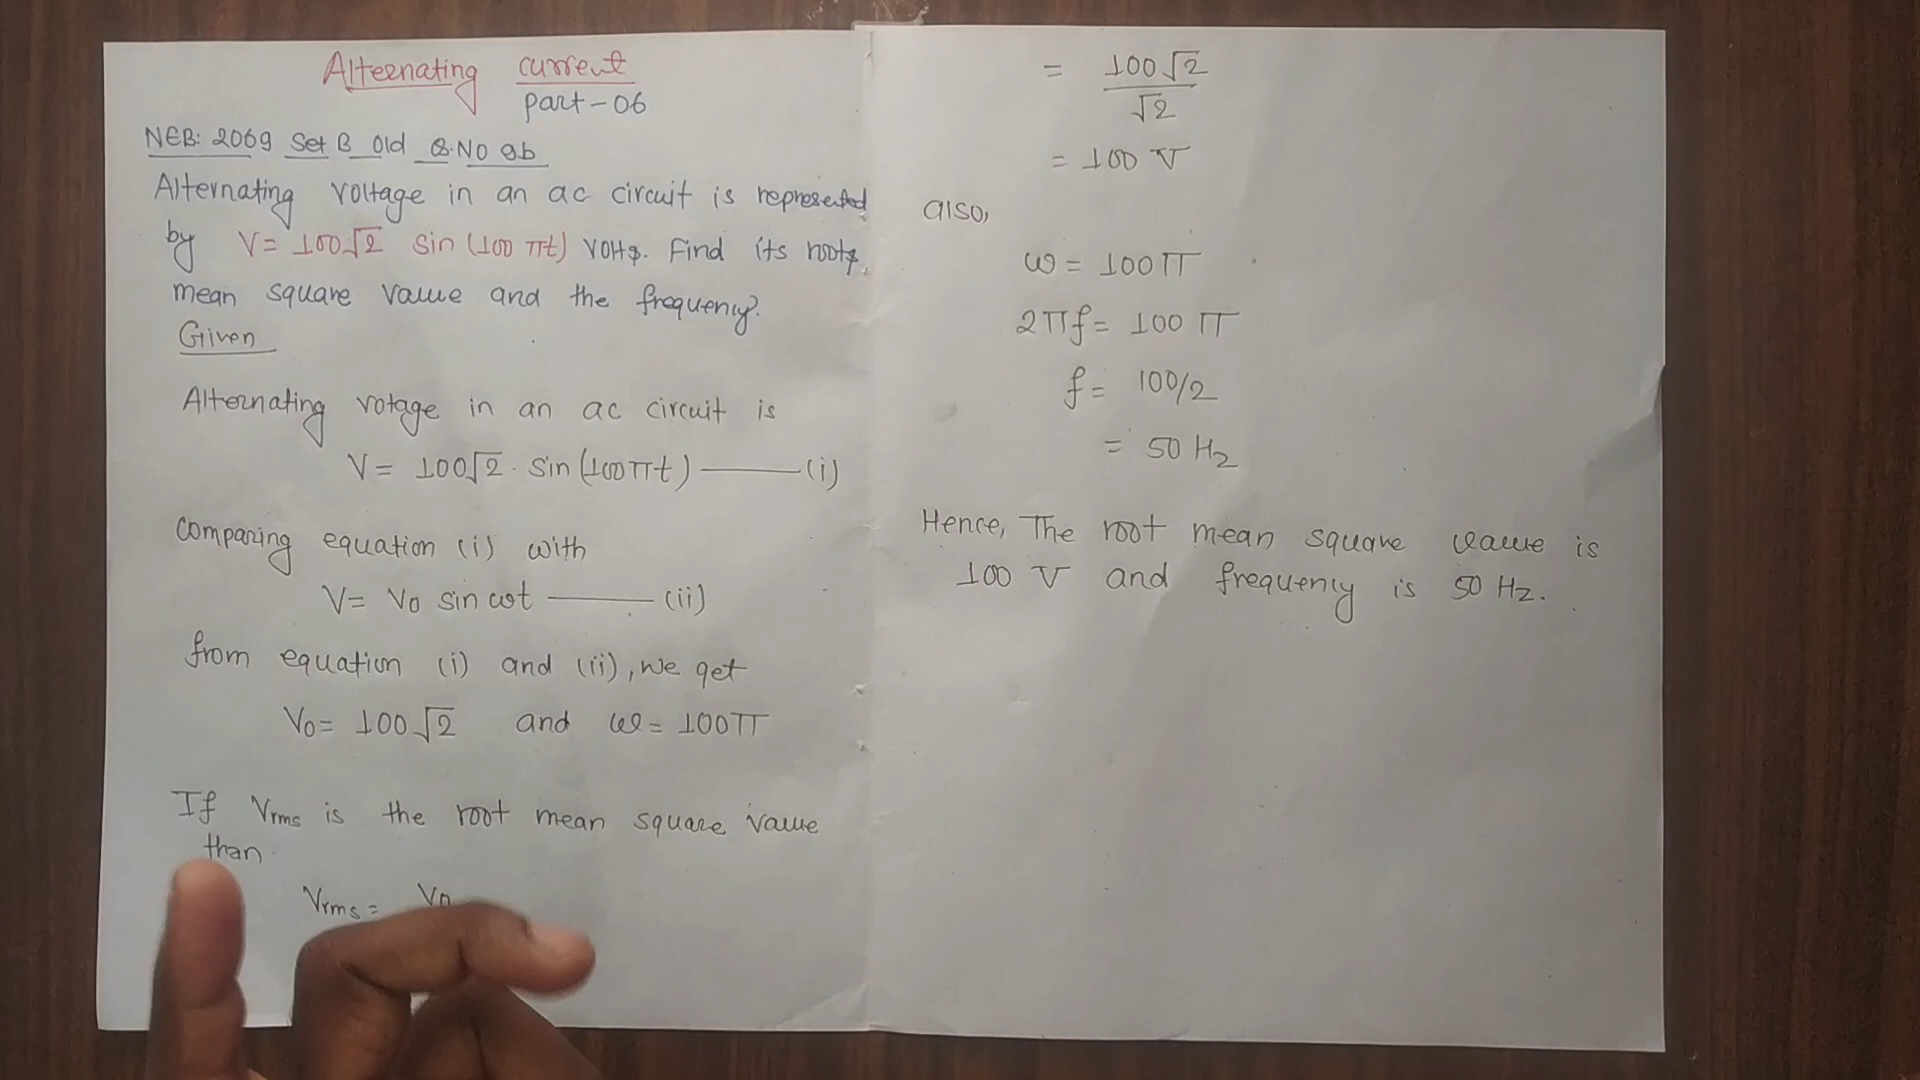 Alternating current
part-06
NEB: 2069 Set B Old Q.NO 9b
Alternating voltage in an ac circuit is represented
by V= 100√2 sin (100 πt) volts. Find its roots
mean square value and the frequency?
Given
Alternating votage in an ac circuit is
V= 100√2 . sin (100πt) ——— (i)
Comparing equation (i) with
V= V0 sin ωt ——— (ii)
from equation (i) and (ii), we get
V0= 100√2 and ω= 100π
If Vrms is the root mean square value
than
Vrms = V0
= 100√2
√2
= 100 V
also,
ω= 100π
2πf= 100 π
f= 100/2
= 50 Hz
Hence, The root mean square value is
100 V and frequency is 50 Hz.